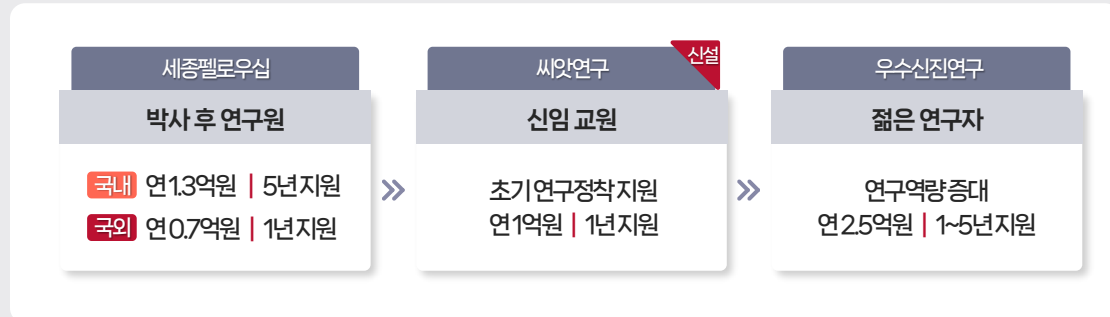 세종펠로우십
박사 후 연구원
국내 연 1.3억원 | 5년 지원
국외 연 0.7억원 | 1년 지원
씨앗연구
신설
신임 교원
초기 연구정착 지원
연 1억원 | 1년 지원
우수신진연구
젊은 연구자
연구역량 증대
연 2.5억원 | 1~5년 지원